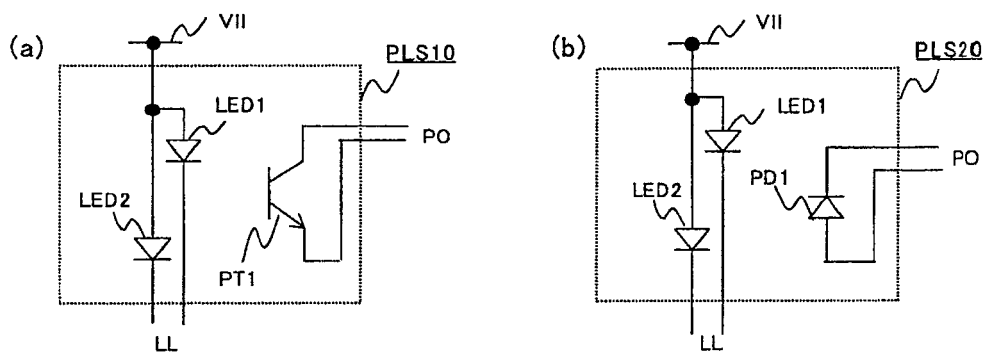 (a)
VII
PLS10
LED1
PO
LED2
PT1
LL
(b)
VII
PLS20
LED1
PO
LED2
PD1
LL